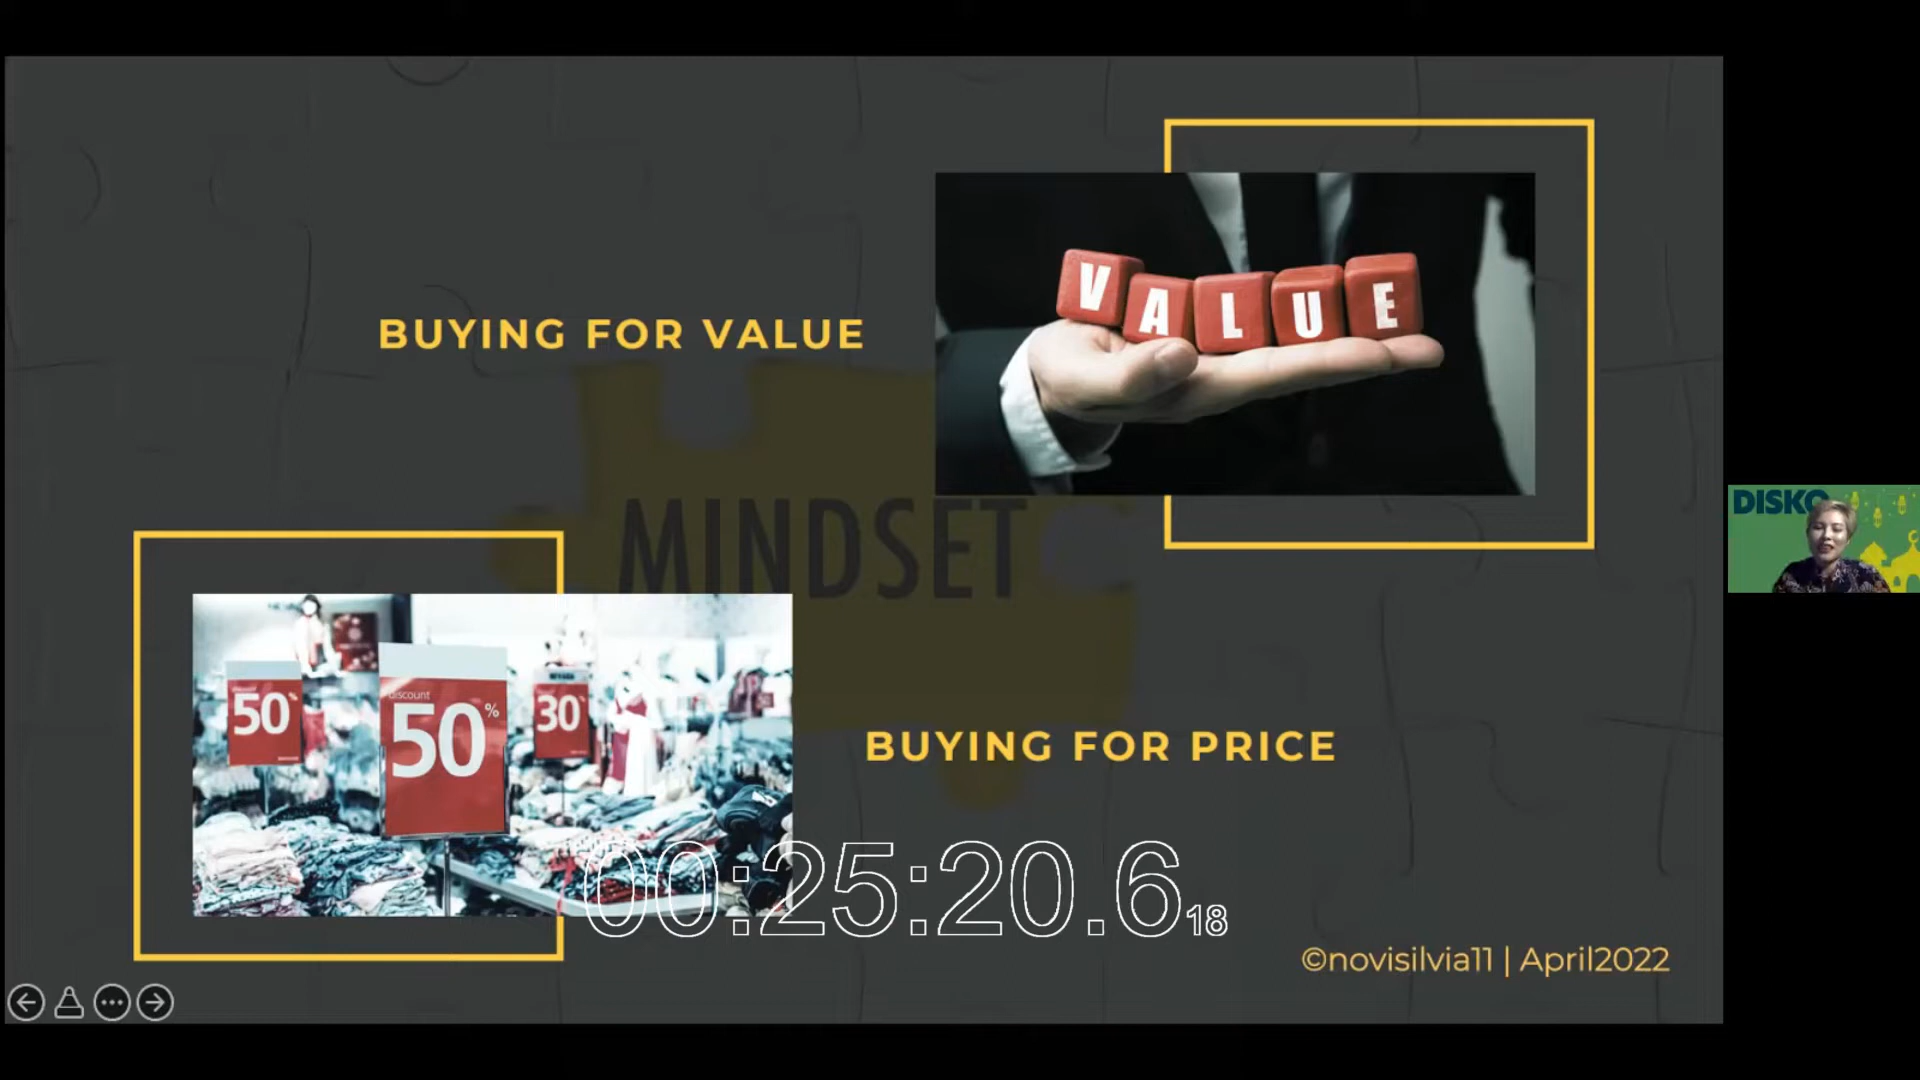 VALUE
BUYING FOR VALUE
DISKO
MINDSET
discount
50%
50%
30%
BUYING FOR PRICE
00:25:20.618
©novisilvia11 | April2022